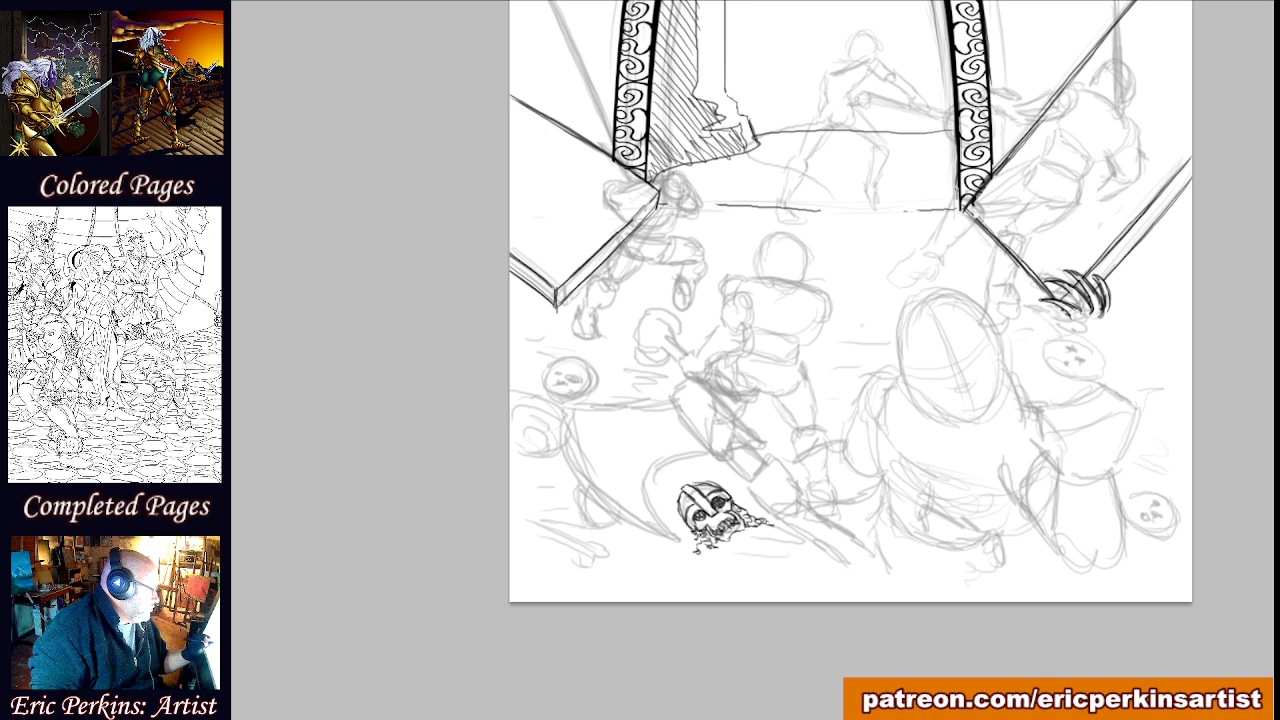 Colored Pages
Completed Pages
Eric Perkins: Artist
patreon.com/ericperkinsartist